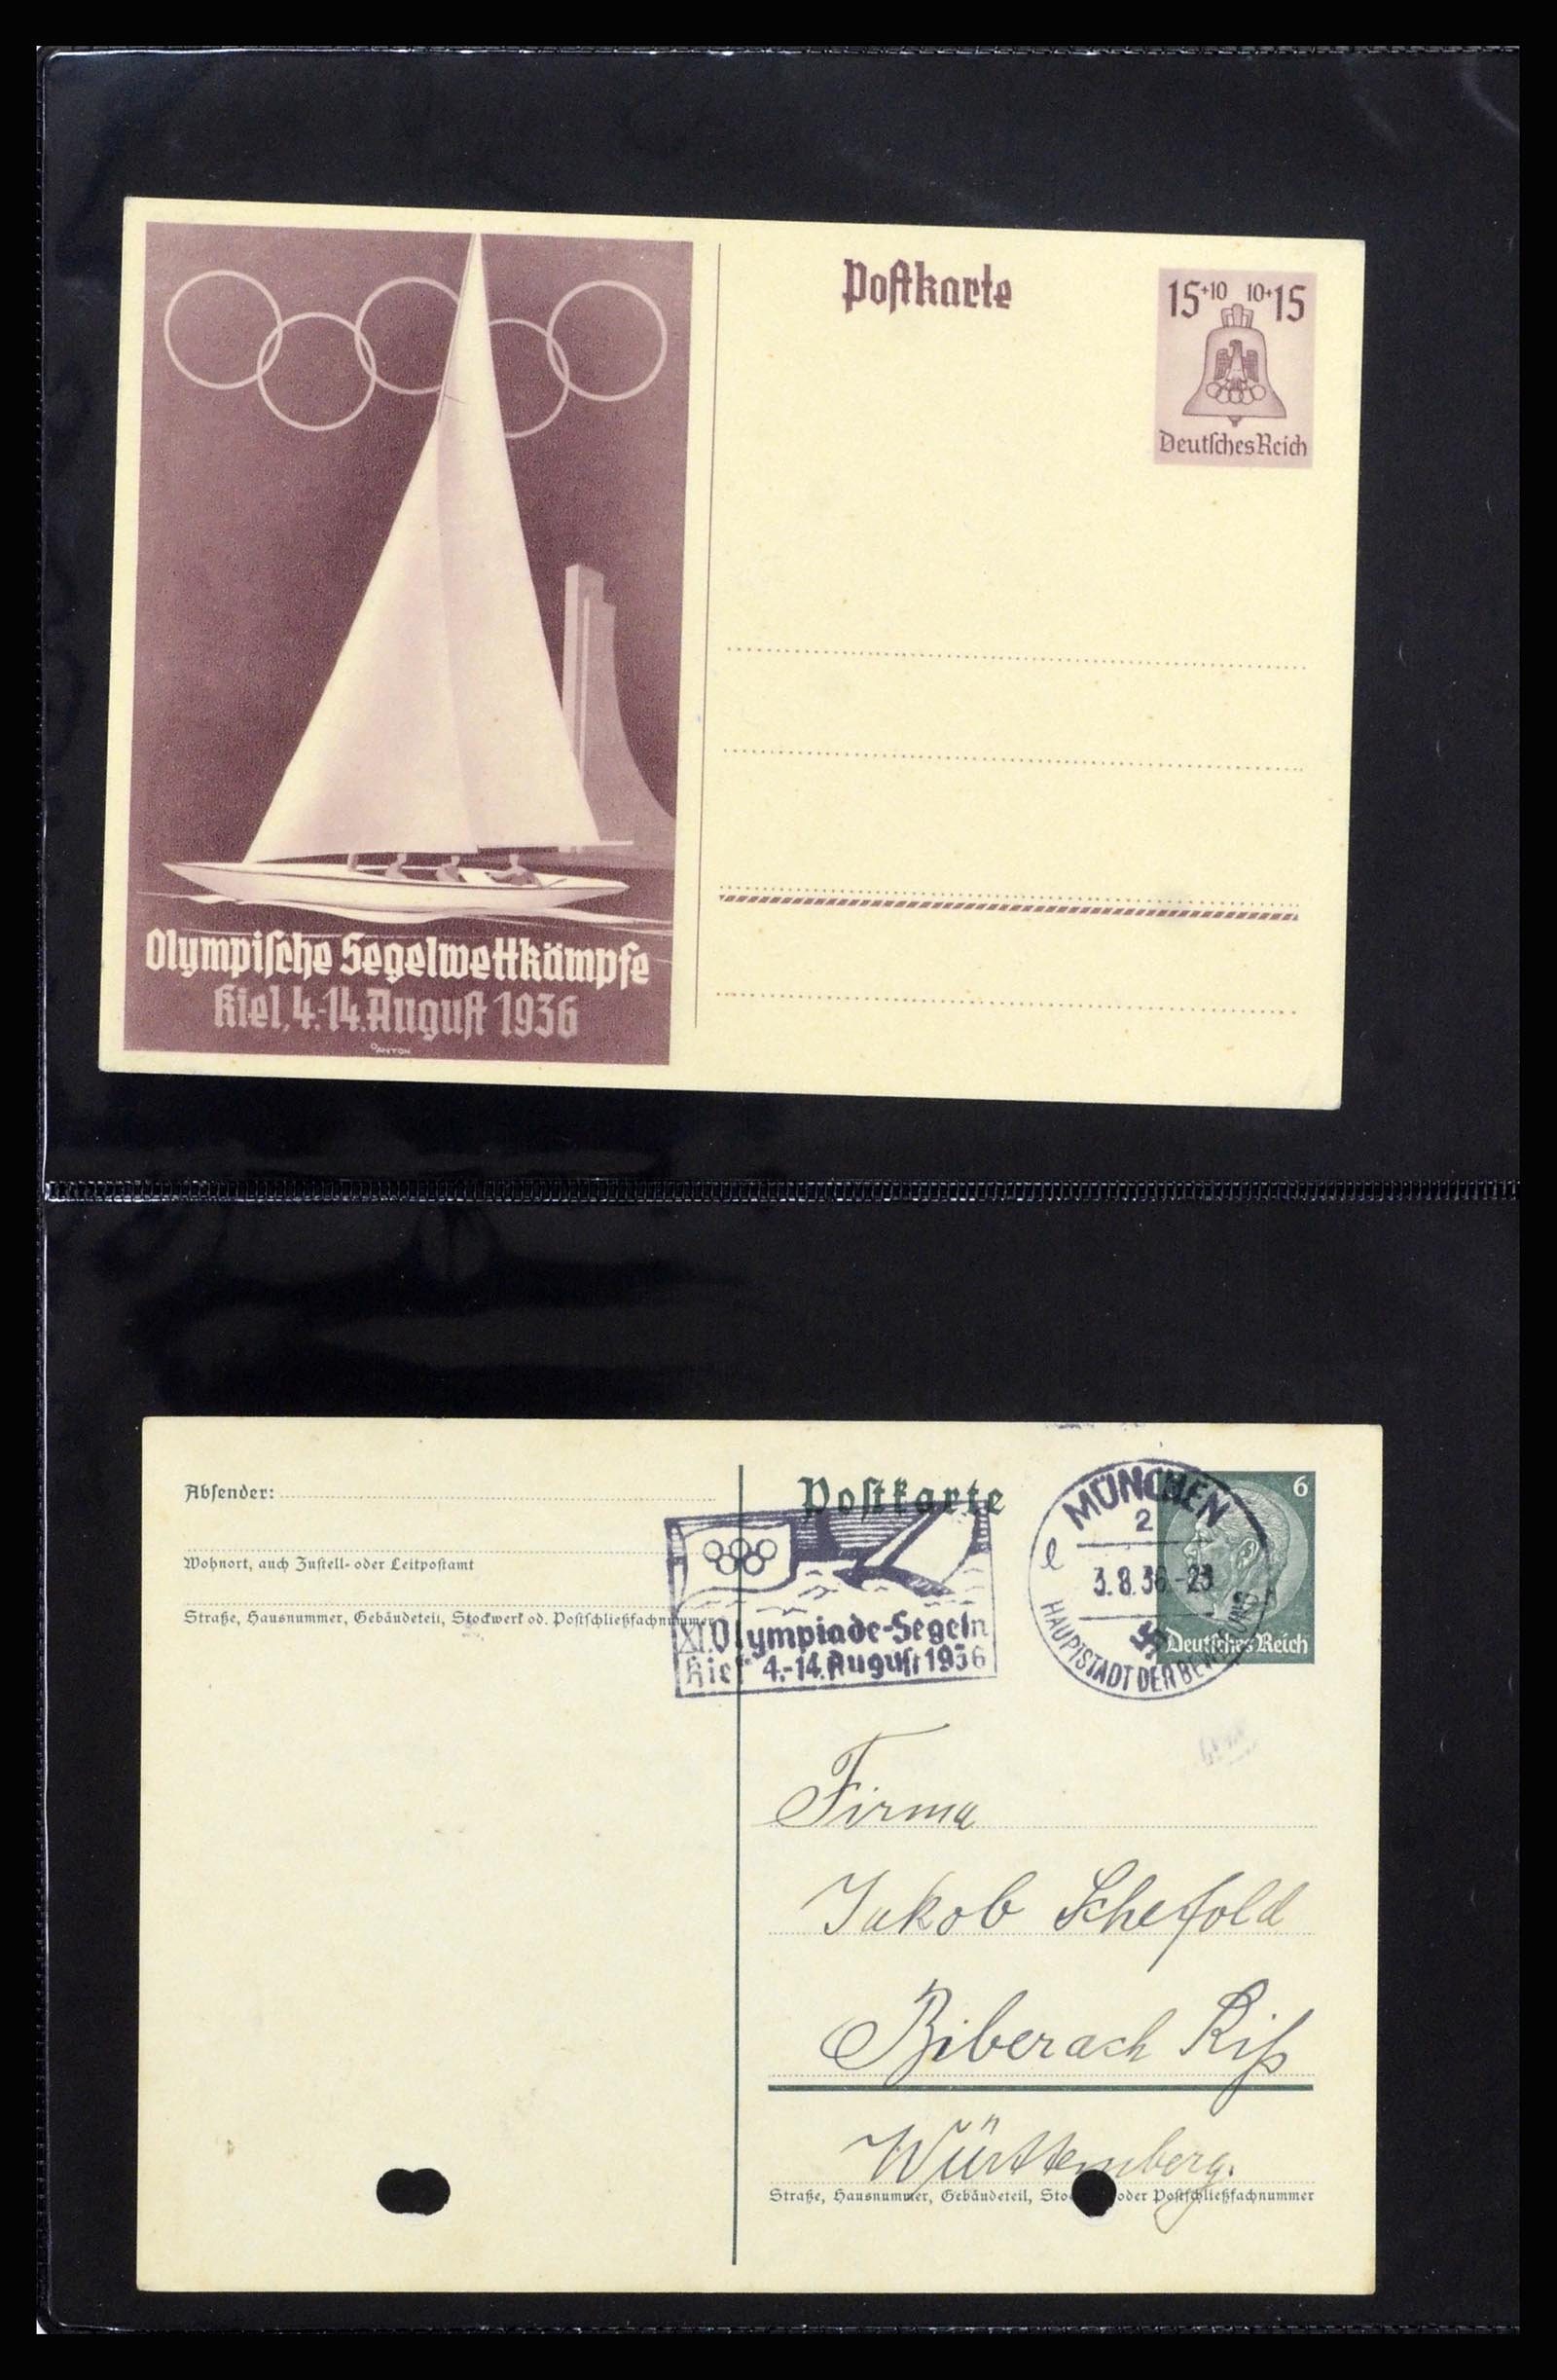 Postkarte
15+10 10+15
Deutsches Reich
Olympische Segelwettkämpfe
Kiel, 4.-14. August 1936
ANTON
Absender:
Wohnort, auch Zustell- oder Leitpostamt
Straße, Hausnummer, Gebäudeteil, Stockwerk od. Postschließfachnummer
Postkarte
XI. Olympiade-Segeln
Kiel 4.-14. August 1936
MÜNCHEN
2
l
3.8.36-23
HAUPTSTADT DER BEWEGUNG
6
Deutsches Reich
Firma
Jakob Schefold
Biberach Riß
Württemberg.
Straße, Hausnummer, Gebäudeteil, Stockwerk oder Postschließfachnummer